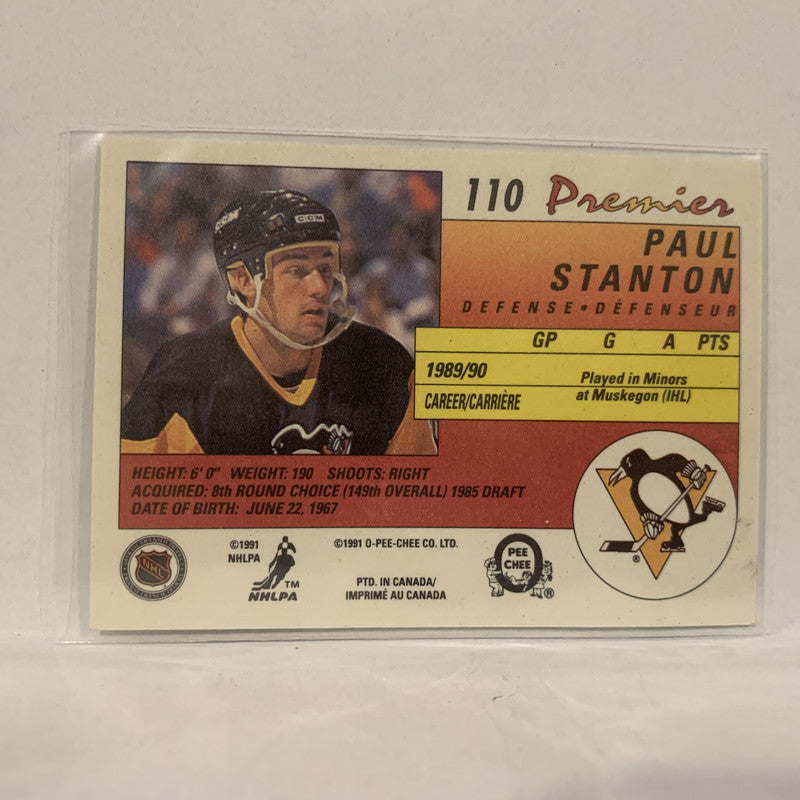 110 Premier
PAUL
STANTON
DEFENSE • DÉFENSEUR
GP G A PTS
1989/90
Played in Minors
at Muskegon (IHL)
CAREER/CARRIÈRE
CCM
HEIGHT: 6' 0" WEIGHT: 190 SHOOTS: RIGHT
ACQUIRED: 8th ROUND CHOICE (149th OVERALL) 1985 DRAFT
DATE OF BIRTH: JUNE 22, 1967
NHL
©1991
NHLPA
TM
NHLPA
©1991 O-PEE-CHEE CO. LTD.
PTD. IN CANADA/
IMPRIMÉ AU CANADA
O
PEE
CHEE
®
®